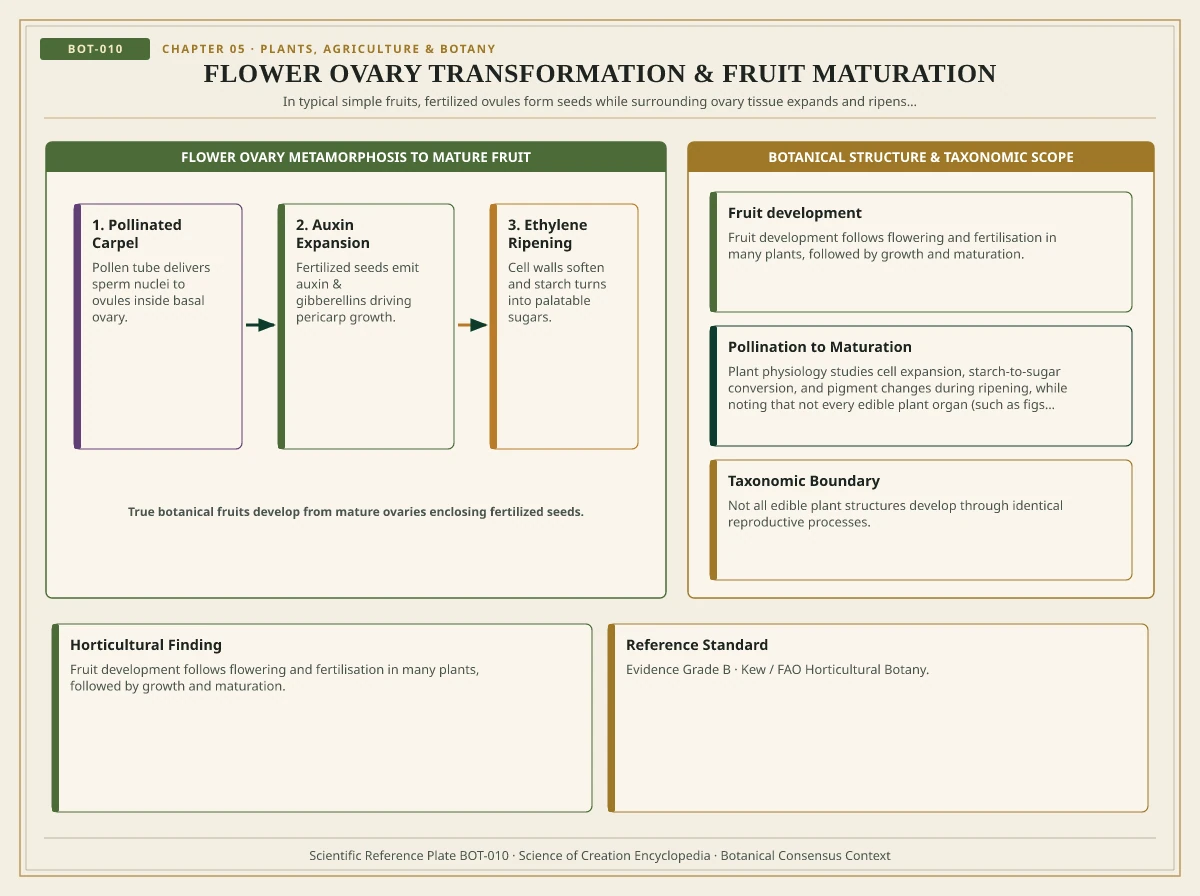 BOT-010
CHAPTER 05 · PLANTS, AGRICULTURE & BOTANY
FLOWER OVARY TRANSFORMATION & FRUIT MATURATION
In typical simple fruits, fertilized ovules form seeds while surrounding ovary tissue expands and ripens...
FLOWER OVARY METAMORPHOSIS TO MATURE FRUIT
1. Pollinated
Carpel
Pollen tube delivers
sperm nuclei to
ovules inside basal
ovary.
2. Auxin
Expansion
Fertilized seeds emit
auxin &
gibberellins driving
pericarp growth.
3. Ethylene
Ripening
Cell walls soften
and starch turns
into palatable
sugars.
True botanical fruits develop from mature ovaries enclosing fertilized seeds.
BOTANICAL STRUCTURE & TAXONOMIC SCOPE
Fruit development
Fruit development follows flowering and fertilisation in
many plants, followed by growth and maturation.
Pollination to Maturation
Plant physiology studies cell expansion, starch-to-sugar
conversion, and pigment changes during ripening, while
noting that not every edible plant organ (such as figs...
Taxonomic Boundary
Not all edible plant structures develop through identical
reproductive processes.
Horticultural Finding
Fruit development follows flowering and fertilisation in many plants,
followed by growth and maturation.
Reference Standard
Evidence Grade B · Kew / FAO Horticultural Botany.
Scientific Reference Plate BOT-010 · Science of Creation Encyclopedia · Botanical Consensus Context